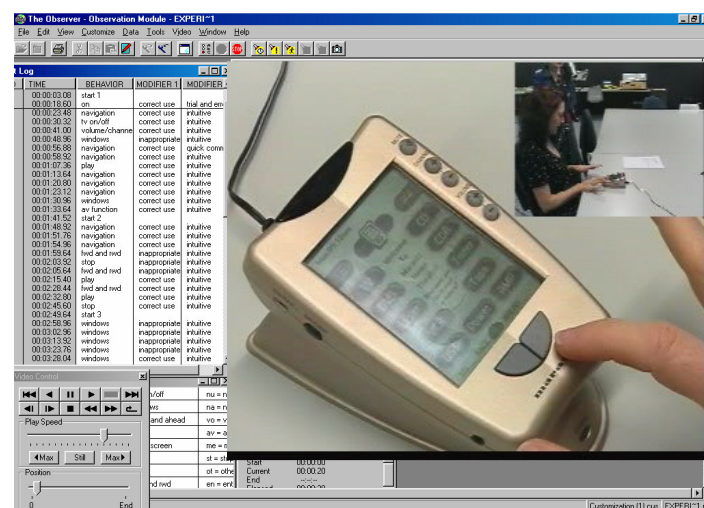 The Observer - Observation Module - EXPERI~1
File Edit View Customize Data Tools Video Window Help
t Log
TIME BEHAVIOR MODIFIER 1 MODIFIER
00:00:03.08 start 1
00:00:18.60 on correct use trial and erro
00:00:23.48 navigation correct use intuitive
00:00:30.32 tv on/off correct use intuitive
00:00:41.00 volume/channe correct use intuitive
00:00:48.96 windows inappropriate intuitive
00:00:56.88 navigation correct use quick comm
00:00:58.92 navigation correct use intuitive
00:01:07.36 play correct use intuitive
00:01:13.64 navigation correct use intuitive
00:01:20.80 navigation correct use intuitive
00:01:23.12 navigation correct use intuitive
00:01:30.96 windows correct use intuitive
00:01:33.64 av function correct use intuitive
00:01:41.52 start 2
00:01:48.92 navigation correct use intuitive
00:01:51.76 navigation correct use intuitive
00:01:54.96 navigation correct use intuitive
00:01:59.64 fwd and rwd inappropriate intuitive
00:02:03.92 stop inappropriate intuitive
00:02:05.64 fwd and rwd inappropriate intuitive
00:02:15.40 play correct use intuitive
00:02:28.44 fwd and rwd correct use intuitive
00:02:32.80 play correct use intuitive
00:02:45.60 stop correct use intuitive
00:02:49.64 start 3
00:02:58.96 windows inappropriate intuitive
00:03:02.96 windows inappropriate intuitive
00:03:13.92 windows inappropriate intuitive
00:03:23.76 windows inappropriate intuitive
00:03:28.04 windows correct use intuitive
Video Control
Play Speed
Max Still Max
Position
0 End
n/off nu = n
ws na = n
and ahead vo = v
av = a
screen me = m
st = sto
ot = othe
nd rwd en = ent
Start 00:00:00
Current 00:00:20
End --:--:--
Elapsed 00:00:20
marantz
Customization [1].cus EXPERI~1.o